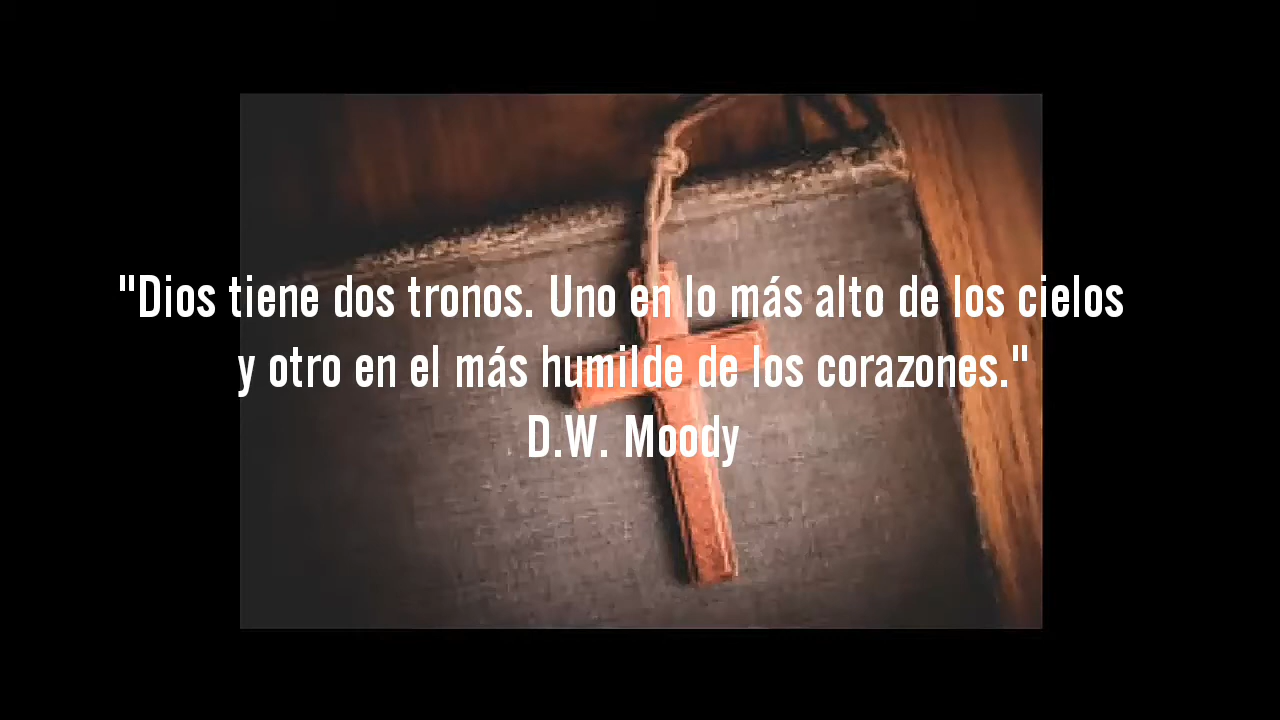 "Dios tiene dos tronos. Uno en lo más alto de los cielos
y otro en el más humilde de los corazones."
D.W. Moody